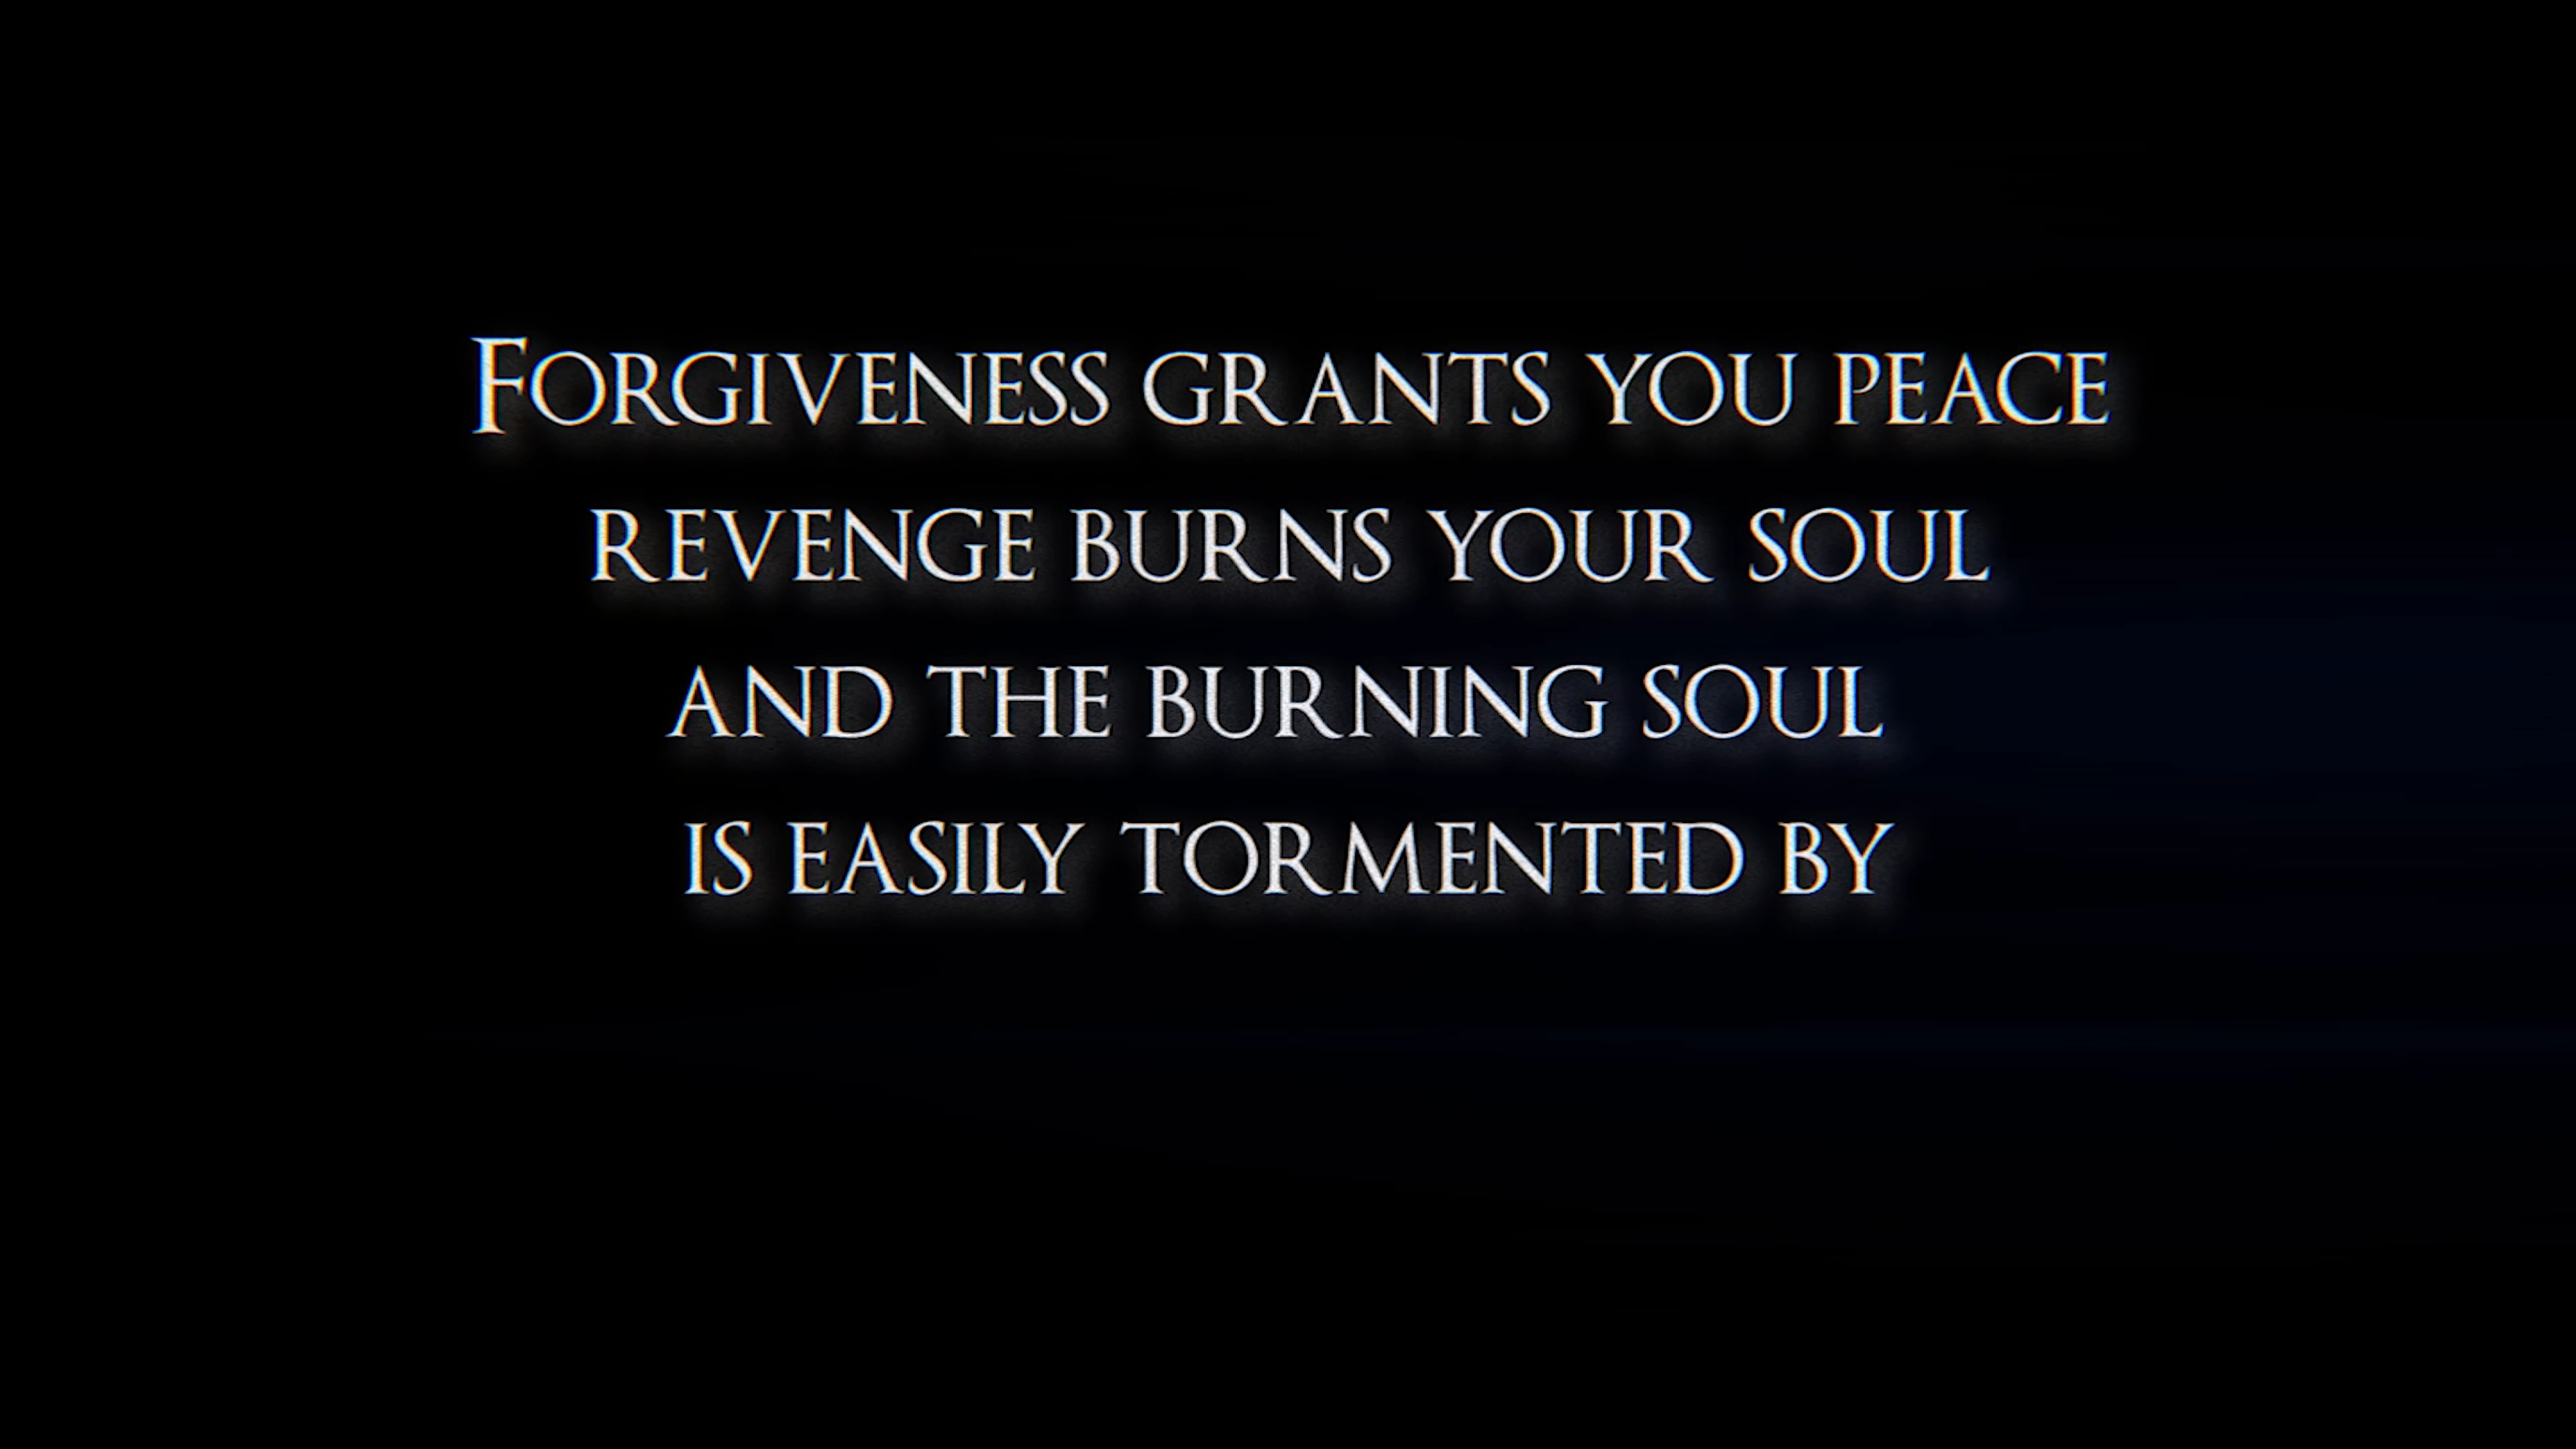 Forgiveness grants you peace
revenge burns your soul
and the burning soul
is easily tormented by